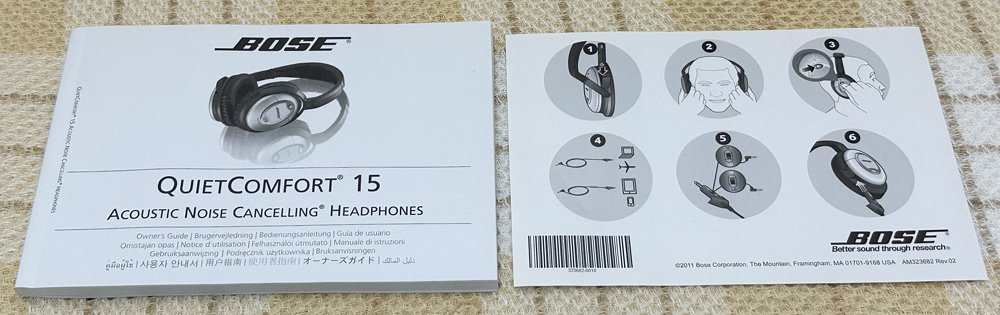 BOSE®
QUIETCOMFORT® 15
ACOUSTIC NOISE CANCELLING® HEADPHONES
Owner's Guide | Brugervejledning | Bedienungsanleitung | Guía de usuario
Omistajan opas | Notice d'utilisation | Felhasználói útmutató | Manuale di istruzioni
Gebruiksaanwijzing | Podręcznik użytkownika | Bruksanvisningen
คู่มือผู้ใช้ | 사용자 안내서 | 用户指南 | 使用者指南 | オーナーズガイド | دليل المالك
QUIETCOMFORT® 15 ACOUSTIC NOISE CANCELLING® HEADPHONES
1
2
3
4
5
6
323682-0010
BOSE
Better sound through research®
©2011 Bose Corporation, The Mountain, Framingham, MA 01701-9168 USA AM323682 Rev.02